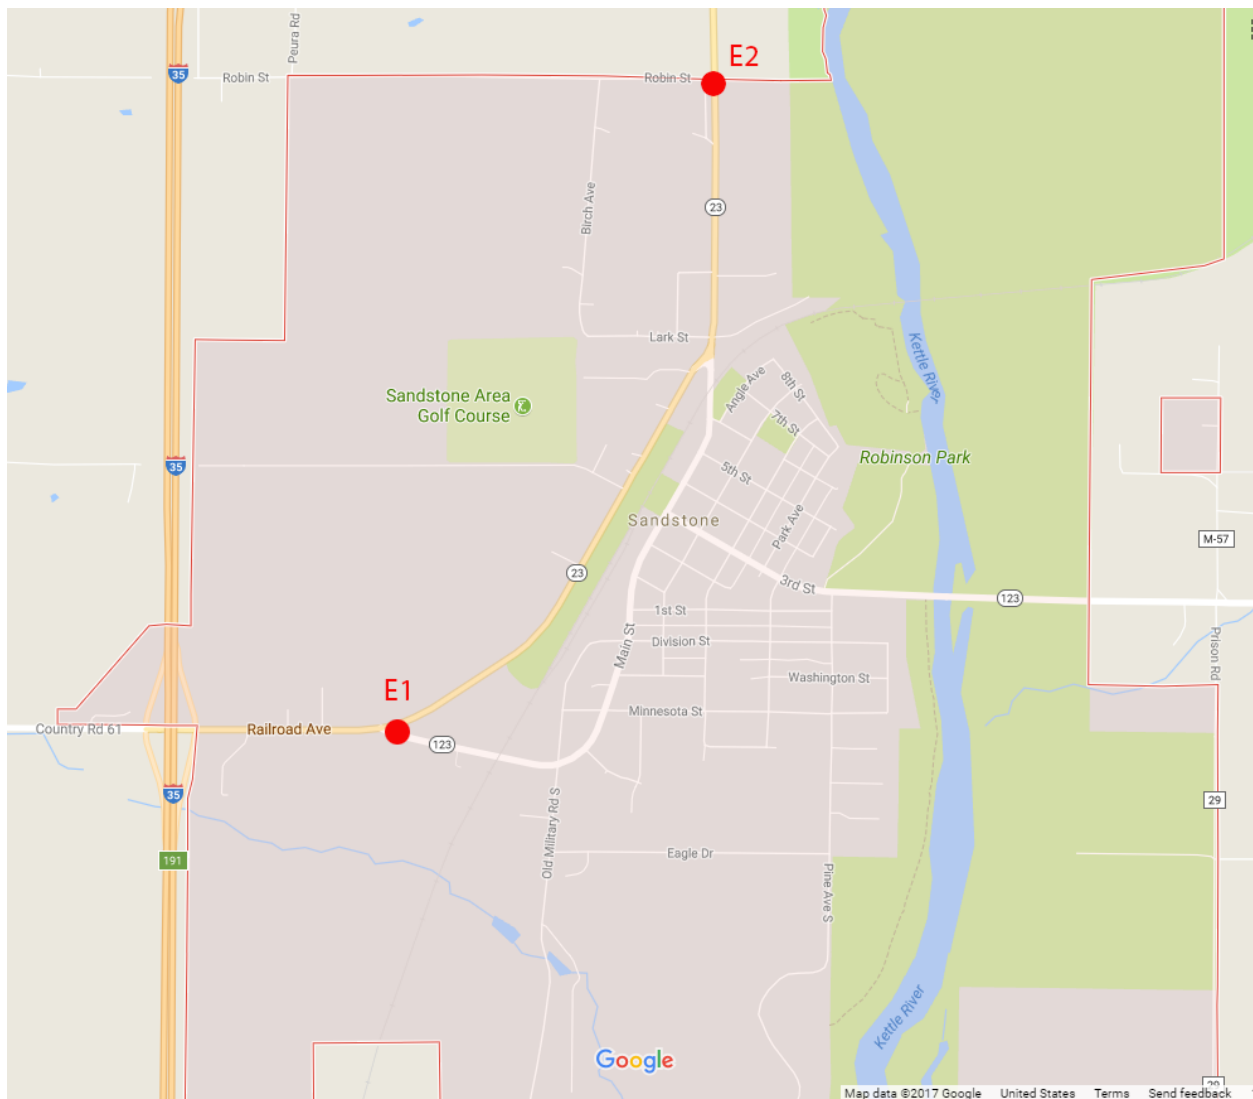 Peura Rd
E2
35
Robin St
Robin St
Birch Ave
23
Lark St
Kettle River
Angle Ave
8th St
Sandstone Area
Golf Course
7th St
35
5th St
Robinson Park
Sandstone
Park Ave
M-57
23
3rd St
123
1st St
Main St
Division St
Prison Rd
Washington St
E1
Minnesota St
Country Rd 61
Railroad Ave
123
35
29
Old Military Rd S
191
Eagle Dr
Pine Ave S
Kettle River
Google
29
Map data ©2017 Google United States Terms Send feedback